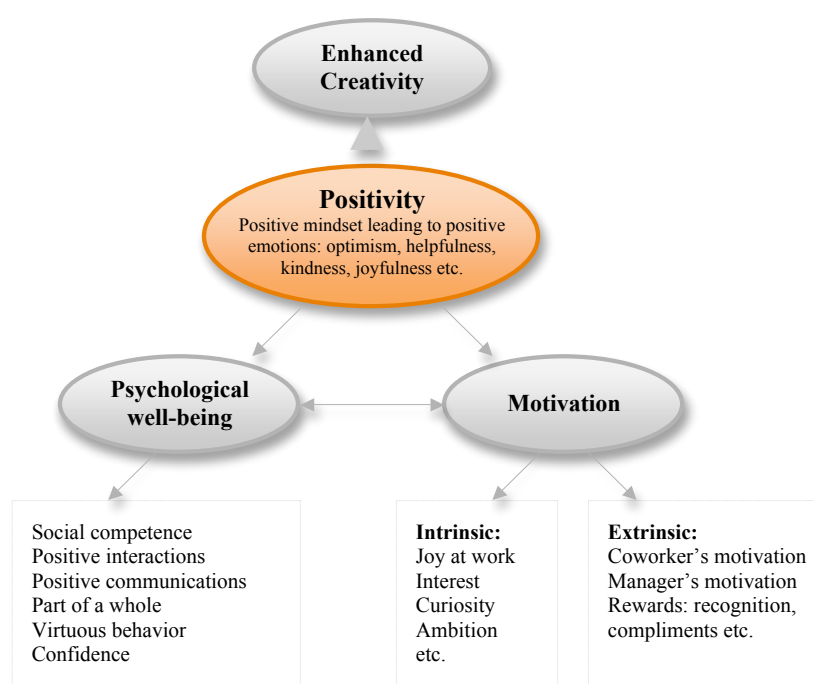 Enhanced
Creativity
Positivity
Positive mindset leading to positive
emotions: optimism, helpfulness,
kindness, joyfulness etc.
Psychological
well-being
Motivation
Social competence
Positive interactions
Positive communications
Part of a whole
Virtuous behavior
Confidence
Intrinsic:
Joy at work
Interest
Curiosity
Ambition
etc.
Extrinsic:
Coworker’s motivation
Manager’s motivation
Rewards: recognition,
compliments etc.